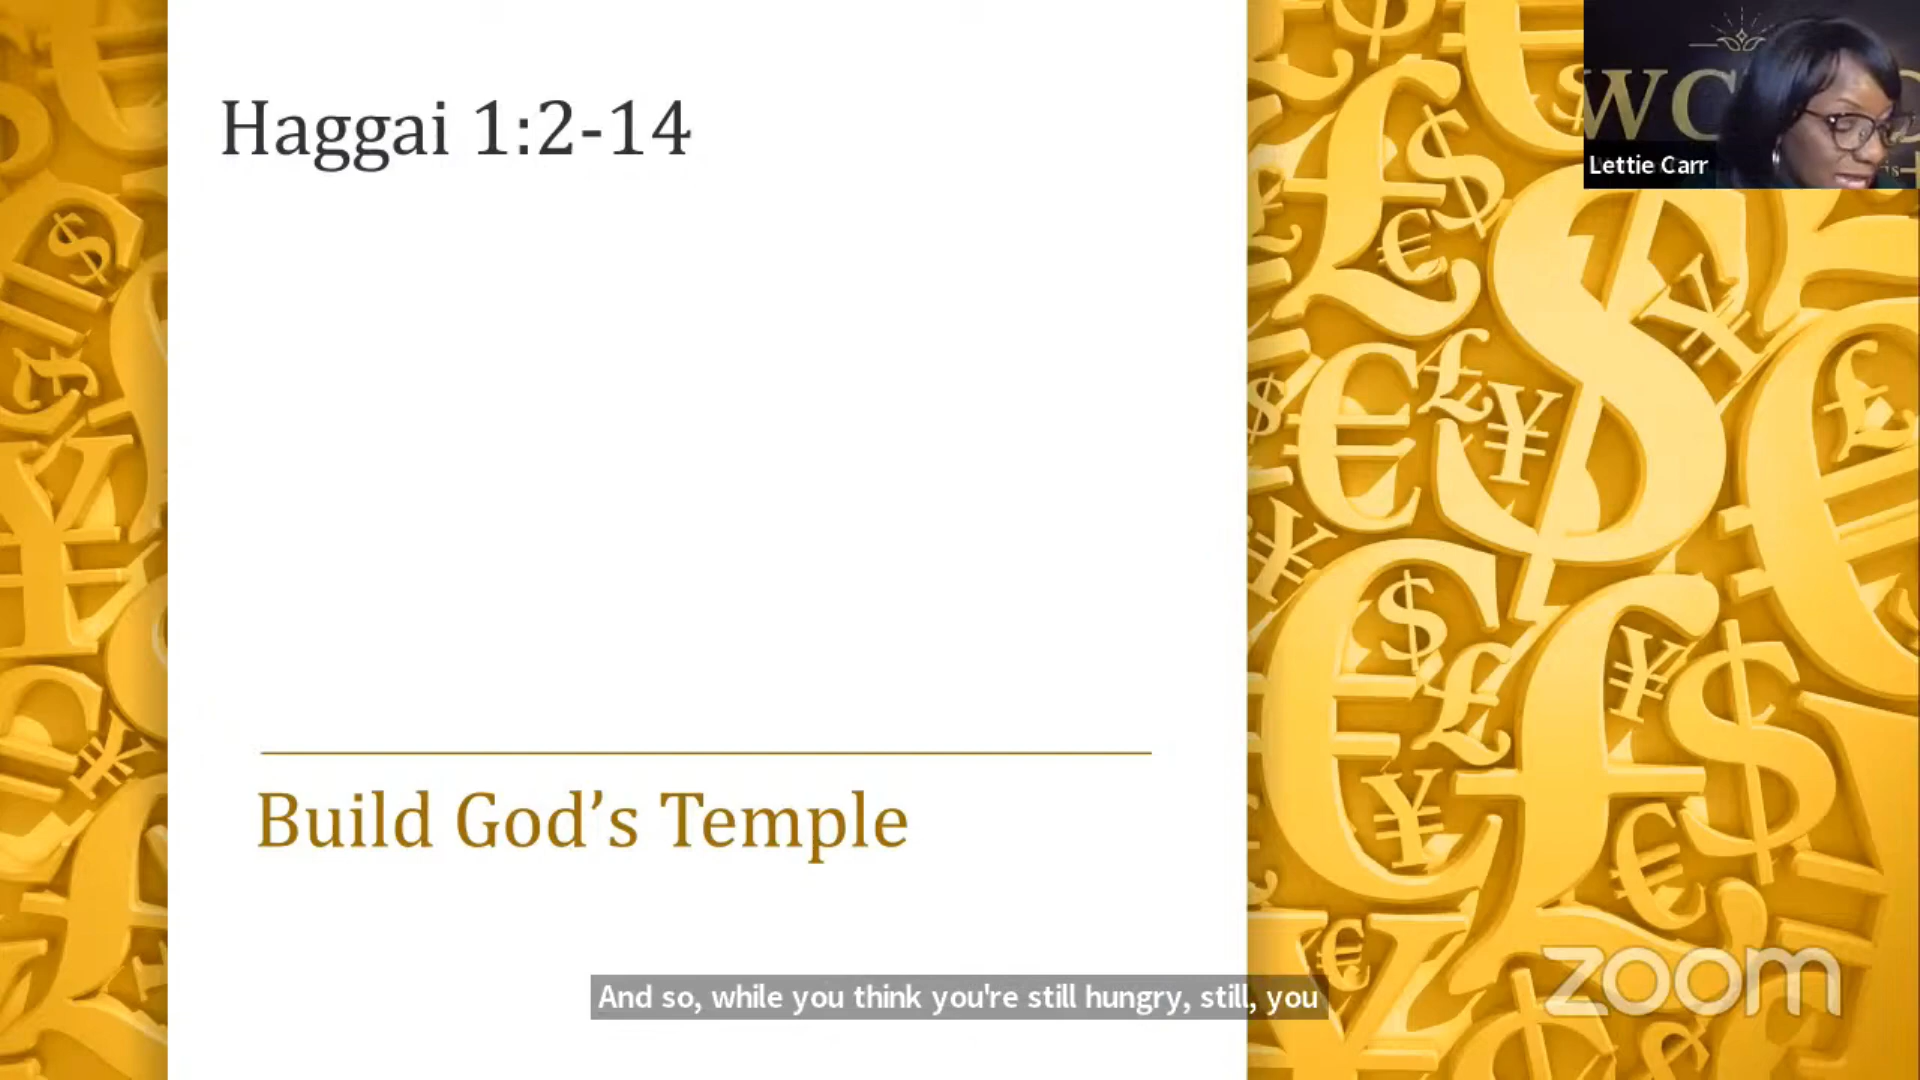 Haggai 1:2-14
WC
Lettie Carr
Build God’s Temple
And so, while you think you're still hungry, still, you
zoom